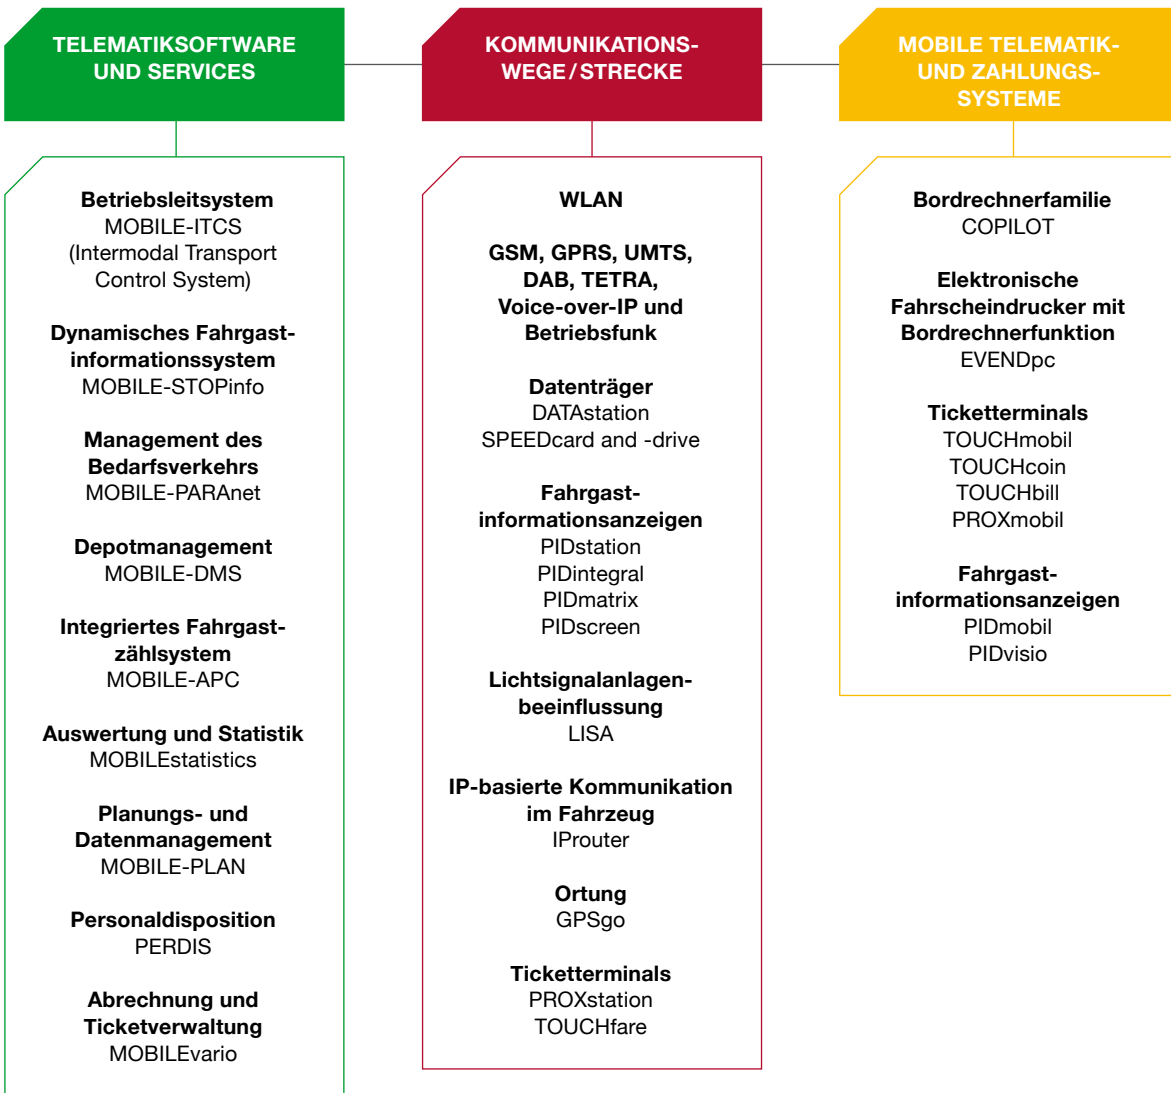 TELEMATIKSOFTWARE
UND SERVICES
Betriebsleitsystem
MOBILE-ITCS
(Intermodal Transport
Control System)
Dynamisches Fahrgast-
informationssystem
MOBILE-STOPinfo
Management des
Bedarfsverkehrs
MOBILE-PARAnet
Depotmanagement
MOBILE-DMS
Integriertes Fahrgast-
zählsystem
MOBILE-APC
Auswertung und Statistik
MOBILEstatistics
Planungs- und
Datenmanagement
MOBILE-PLAN
Personaldisposition
PERDIS
Abrechnung und
Ticketverwaltung
MOBILEvario
KOMMUNIKATIONS-
WEGE/STRECKE
WLAN
GSM, GPRS, UMTS,
DAB, TETRA,
Voice-over-IP und
Betriebsfunk
Datenträger
DATAstation
SPEEDcard and -drive
Fahrgast-
informationsanzeigen
PIDstation
PIDintegral
PIDmatrix
PIDscreen
Lichtsignalanlagen-
beeinflussung
LISA
IP-basierte Kommunikation
im Fahrzeug
IProuter
Ortung
GPSgo
Ticketterminals
PROXstation
TOUCHfare
MOBILE TELEMATIK-
UND ZAHLUNGS-
SYSTEME
Bordrechnerfamilie
COPILOT
Elektronische
Fahrscheindrucker mit
Bordrechnerfunktion
EVENDpc
Ticketterminals
TOUCHmobil
TOUCHcoin
TOUCHbill
PROXmobil
Fahrgast-
informationsanzeigen
PIDmobil
PIDvisio